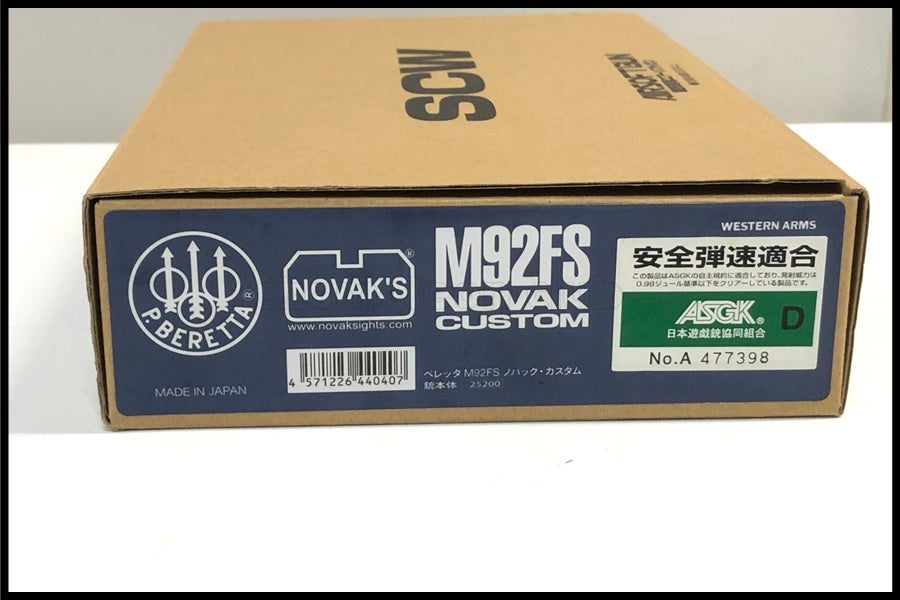 SCW
P. BERETTA®
MADE IN JAPAN
NOVAK'S®
www.novaksights.com
4 571226 440407
M92FS
NOVAK
CUSTOM
ベレッタ M92FS ノバック・カスタム
銃本体 25200
WESTERN ARMS
安全弾速適合
この製品はASGKの自主規約に適合しており、発射威力は
0.98ジュール基準以下をクリアーしている製品です。
ASGK® D
日本遊戯銃協同組合
No.A 477398